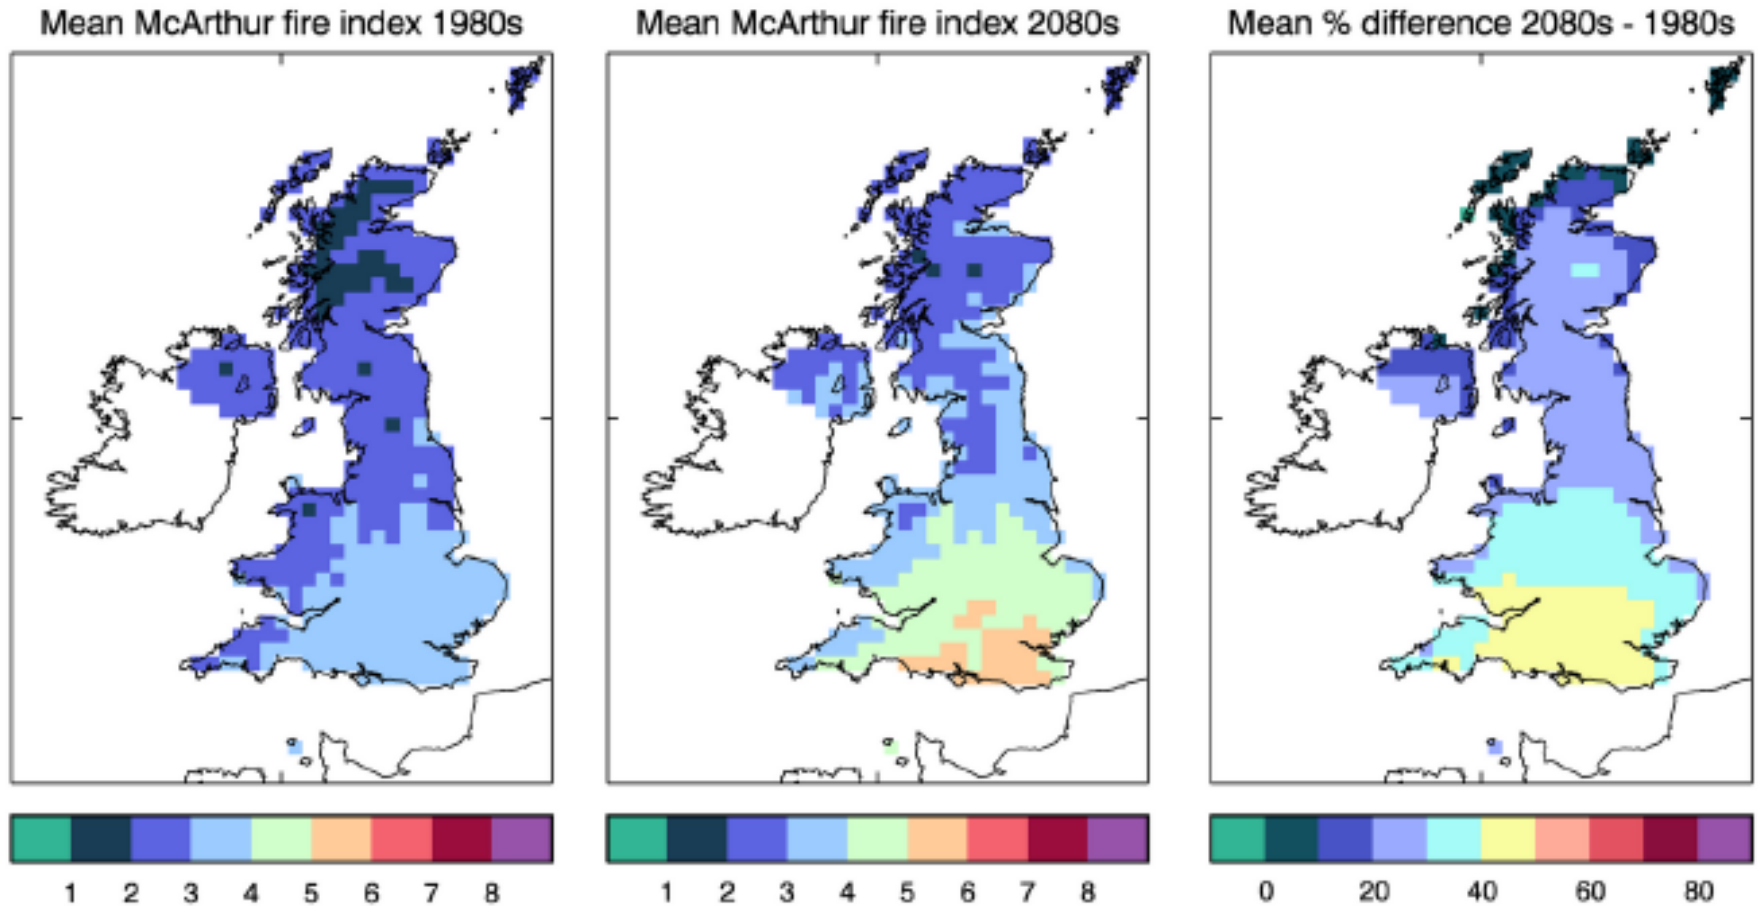 Mean McArthur fire index 1980s
Mean McArthur fire index 2080s
Mean % difference 2080s - 1980s
1 2 3 4 5 6 7 8
1 2 3 4 5 6 7 8
0 20 40 60 80